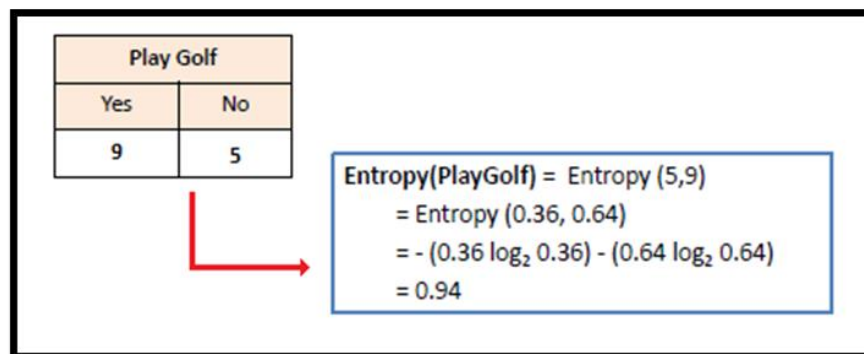 Play Golf
Yes No
9 5
Entropy(PlayGolf) = Entropy (5,9)
= Entropy (0.36, 0.64)
= - (0.36 log₂ 0.36) - (0.64 log₂ 0.64)
= 0.94